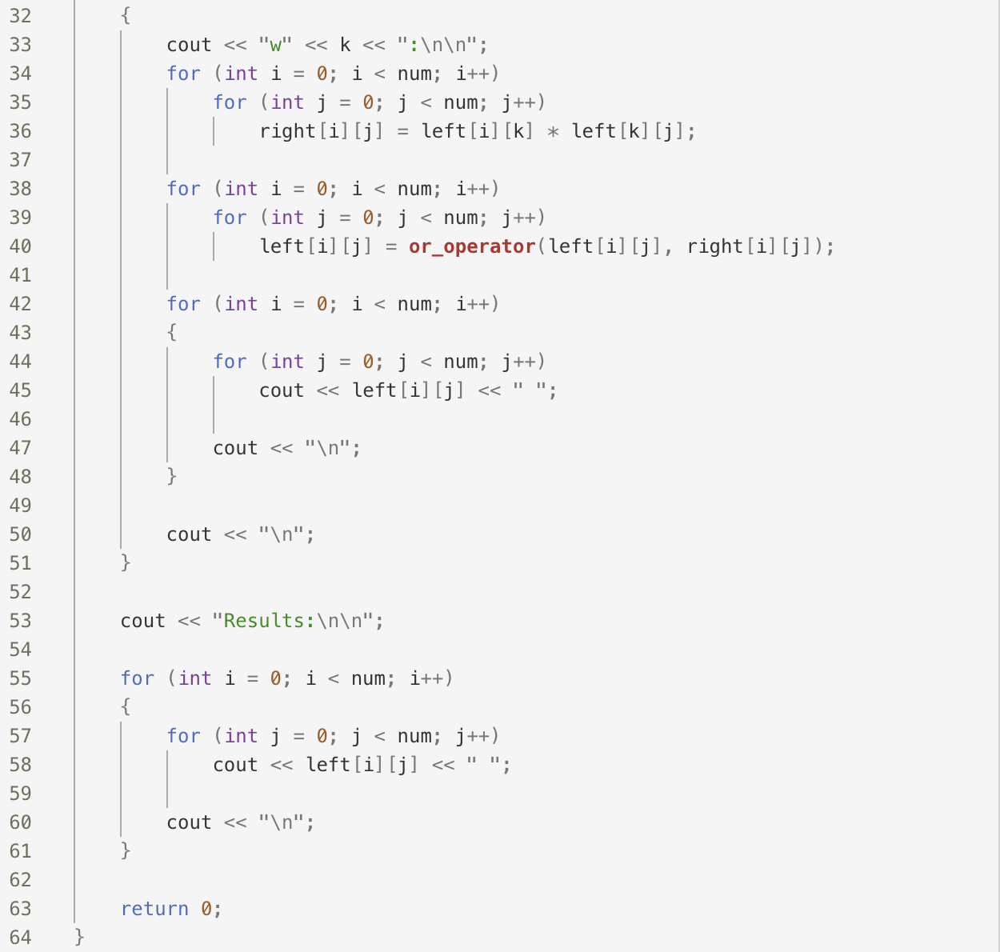 32 {
33 cout << "w" << k << ":\n\n";
34 for (int i = 0; i < num; i++)
35 for (int j = 0; j < num; j++)
36 right[i][j] = left[i][k] * left[k][j];
37
38 for (int i = 0; i < num; i++)
39 for (int j = 0; j < num; j++)
40 left[i][j] = or_operator(left[i][j], right[i][j]);
41
42 for (int i = 0; i < num; i++)
43 {
44 for (int j = 0; j < num; j++)
45 cout << left[i][j] << " ";
46
47 cout << "\n";
48 }
49
50 cout << "\n";
51 }
52
53 cout << "Results:\n\n";
54
55 for (int i = 0; i < num; i++)
56 {
57 for (int j = 0; j < num; j++)
58 cout << left[i][j] << " ";
59
60 cout << "\n";
61 }
62
63 return 0;
64 }